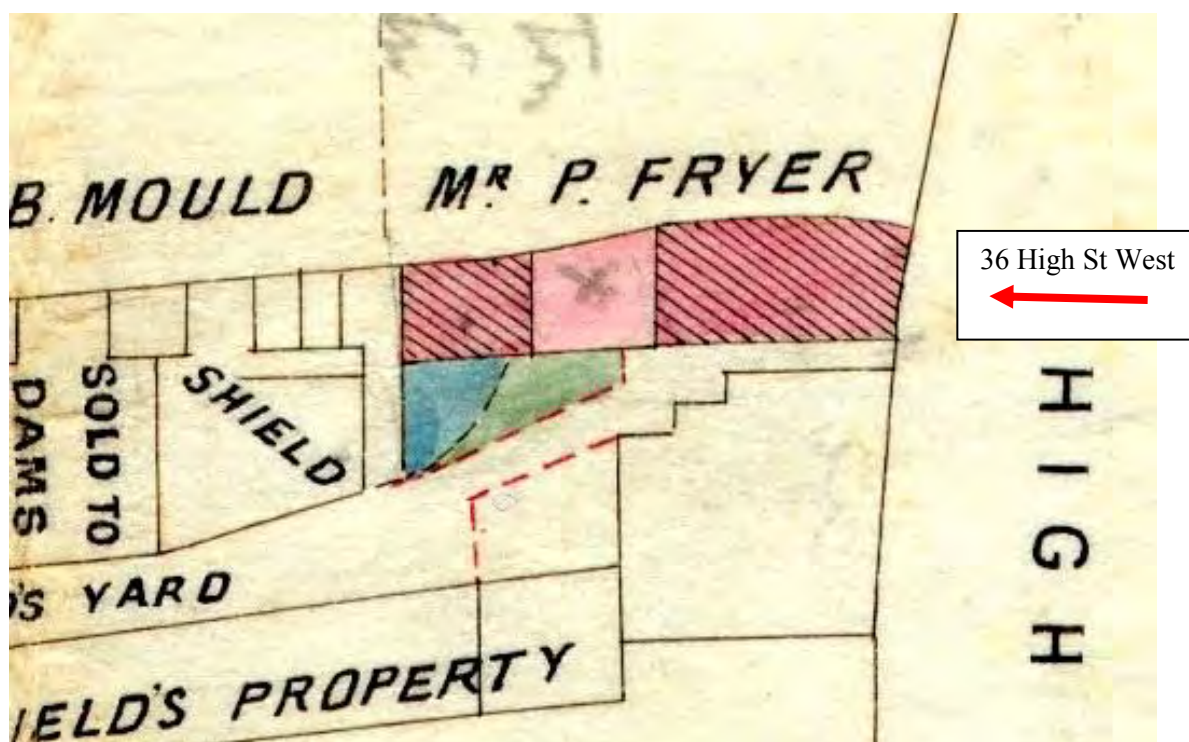 B. MOULD
MR P. FRYER
36 High St West
SHIELD
SOLD TO
DAMS
'S YARD
IELD'S PROPERTY
HIGH